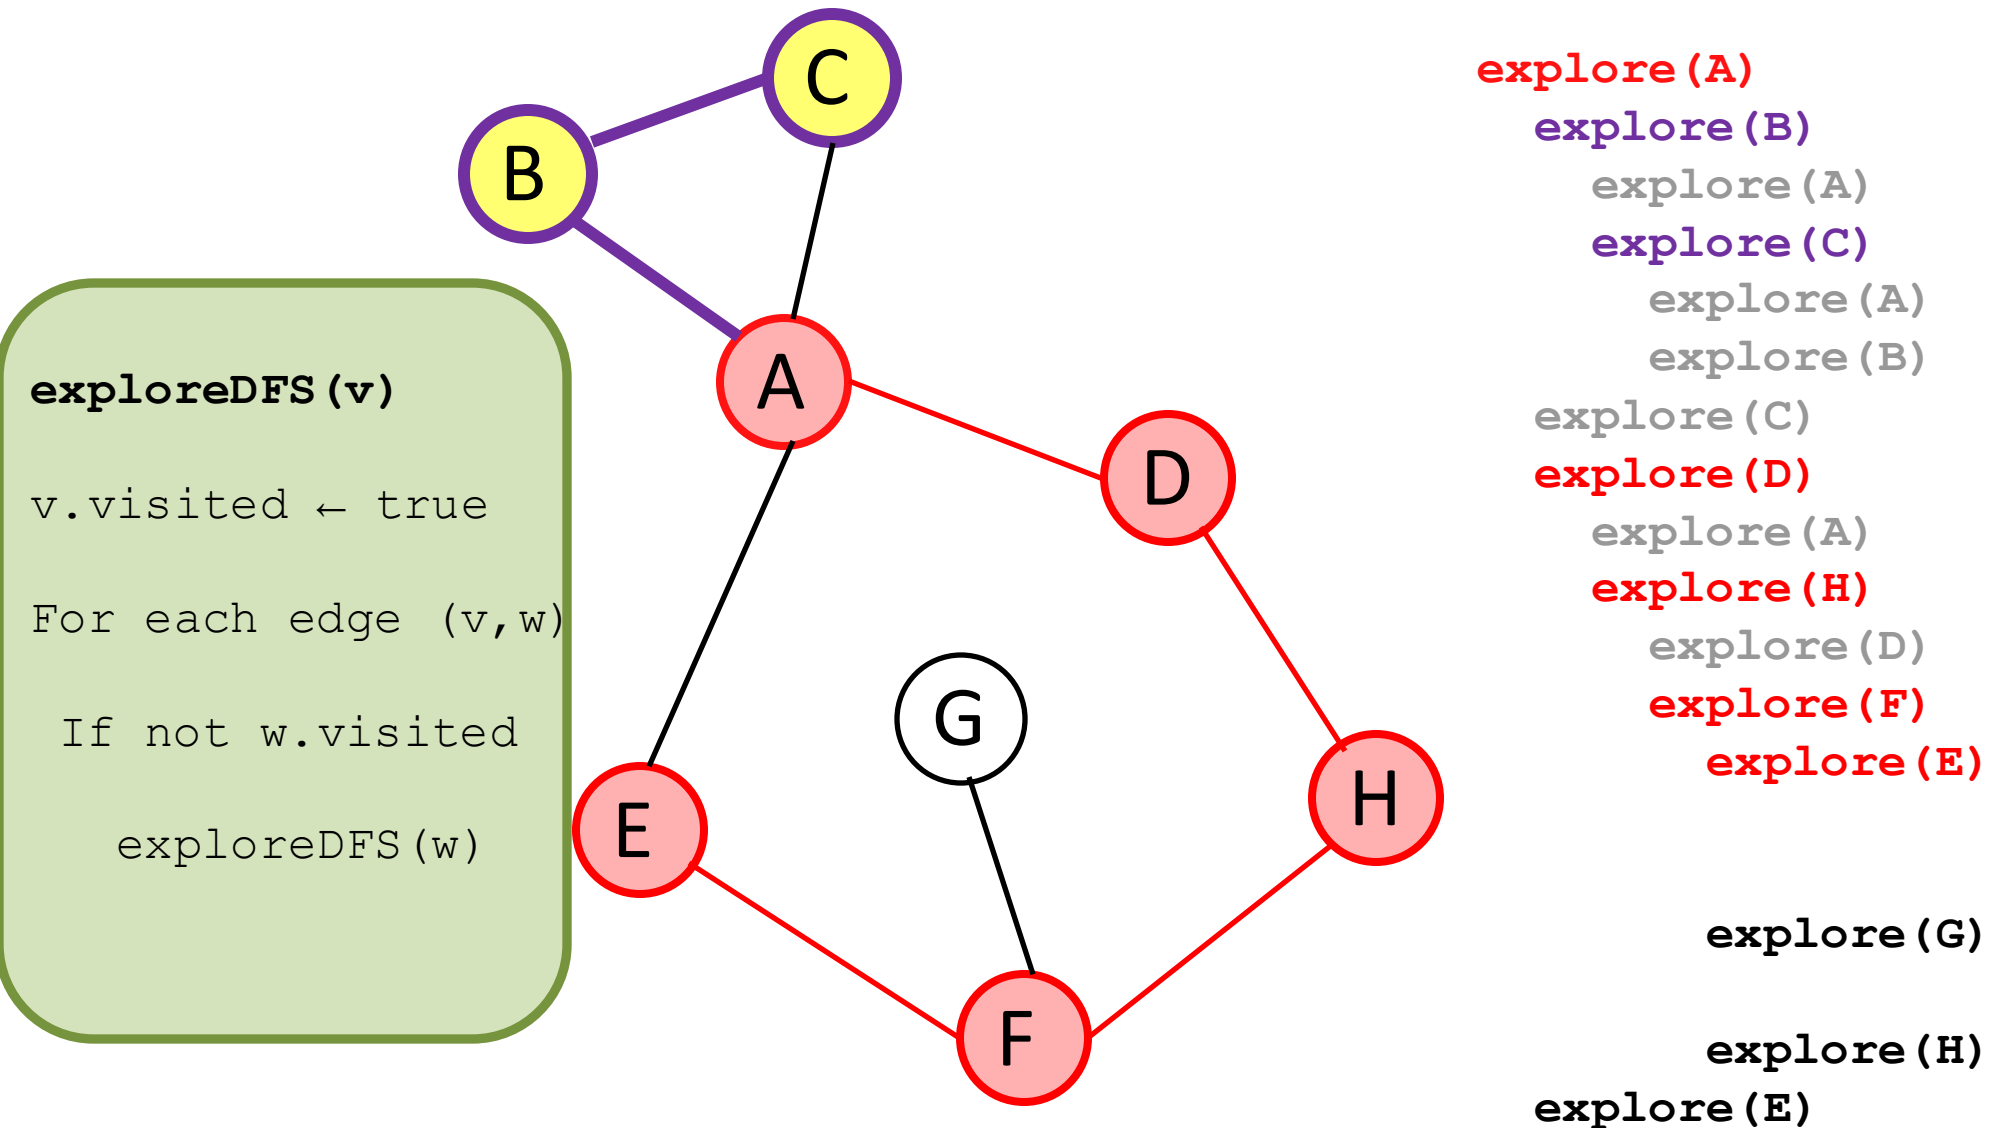 C
B
A
D
G
E
H
F
exploreDFS(v)
v.visited ← true
For each edge (v,w)
If not w.visited
exploreDFS(w)
explore(A)
explore(B)
explore(A)
explore(C)
explore(A)
explore(B)
explore(C)
explore(D)
explore(A)
explore(H)
explore(D)
explore(F)
explore(E)
explore(G)
explore(H)
explore(E)